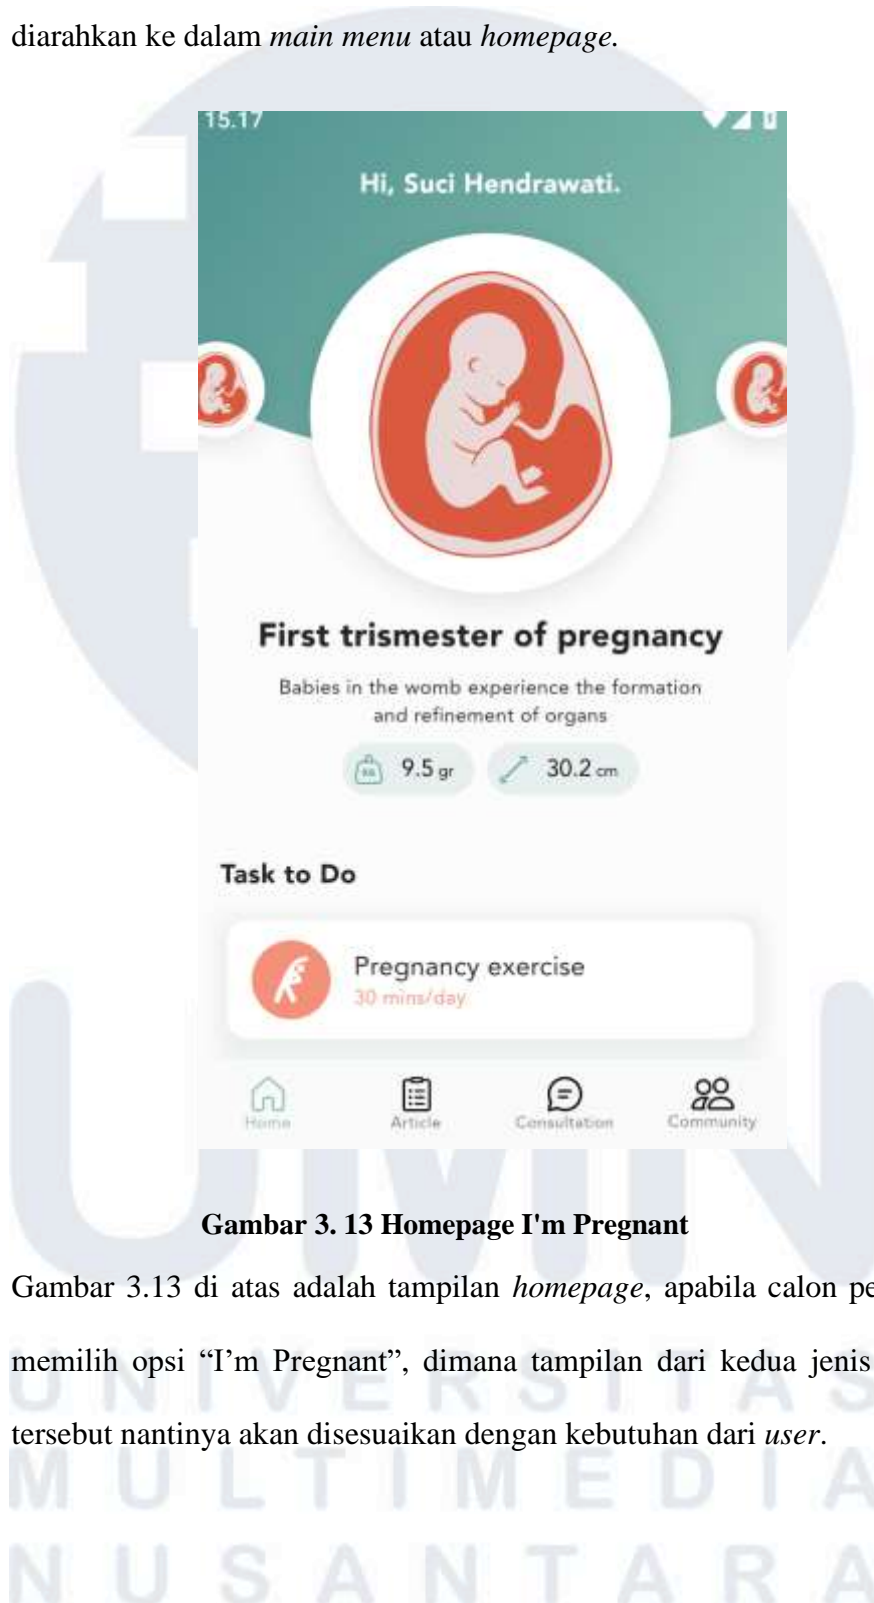 diarahkan ke dalam main menu atau homepage.
15.17
Hi, Suci Hendrawati.
First trismester of pregnancy
Babies in the womb experience the formation
and refinement of organs
9.5 gr
30.2 cm
Task to Do
Pregnancy exercise
30 mins/day
Home
Article
Consultation
Community
Gambar 3. 13 Homepage I'm Pregnant
Gambar 3.13 di atas adalah tampilan homepage, apabila calon pe
memilih opsi “I’m Pregnant”, dimana tampilan dari kedua jenis
tersebut nantinya akan disesuaikan dengan kebutuhan dari user.
UMN
UNIVERSITAS
MULTIMEDIA
NUSANTARA